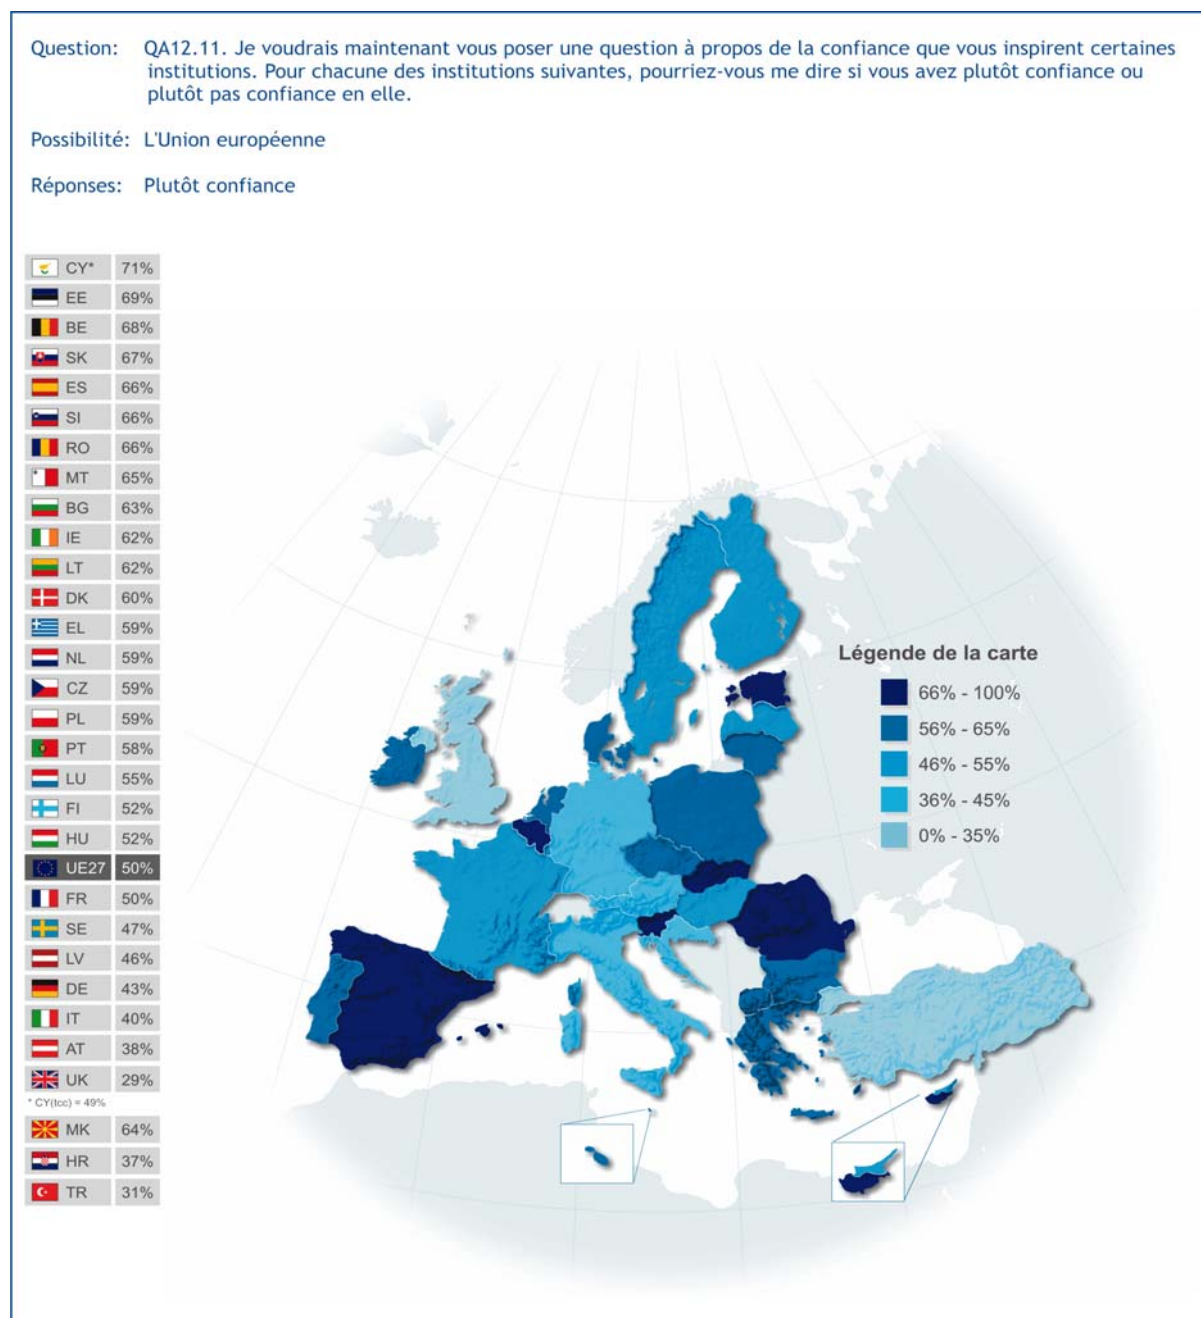 Question: QA12.11. Je voudrais maintenant vous poser une question à propos de la confiance que vous inspirent certaines
institutions. Pour chacune des institutions suivantes, pourriez-vous me dire si vous avez plutôt confiance ou
plutôt pas confiance en elle.
Possibilité: L'Union européenne
Réponses: Plutôt confiance
CY* 71%
EE 69%
BE 68%
SK 67%
ES 66%
SI 66%
RO 66%
MT 65%
BG 63%
IE 62%
LT 62%
DK 60%
EL 59%
NL 59%
CZ 59%
PL 59%
PT 58%
LU 55%
FI 52%
HU 52%
UE27 50%
FR 50%
SE 47%
LV 46%
DE 43%
IT 40%
AT 38%
UK 29%
* CY(tcc) = 49%
MK 64%
HR 37%
TR 31%
Légende de la carte
66% - 100%
56% - 65%
46% - 55%
36% - 45%
0% - 35%